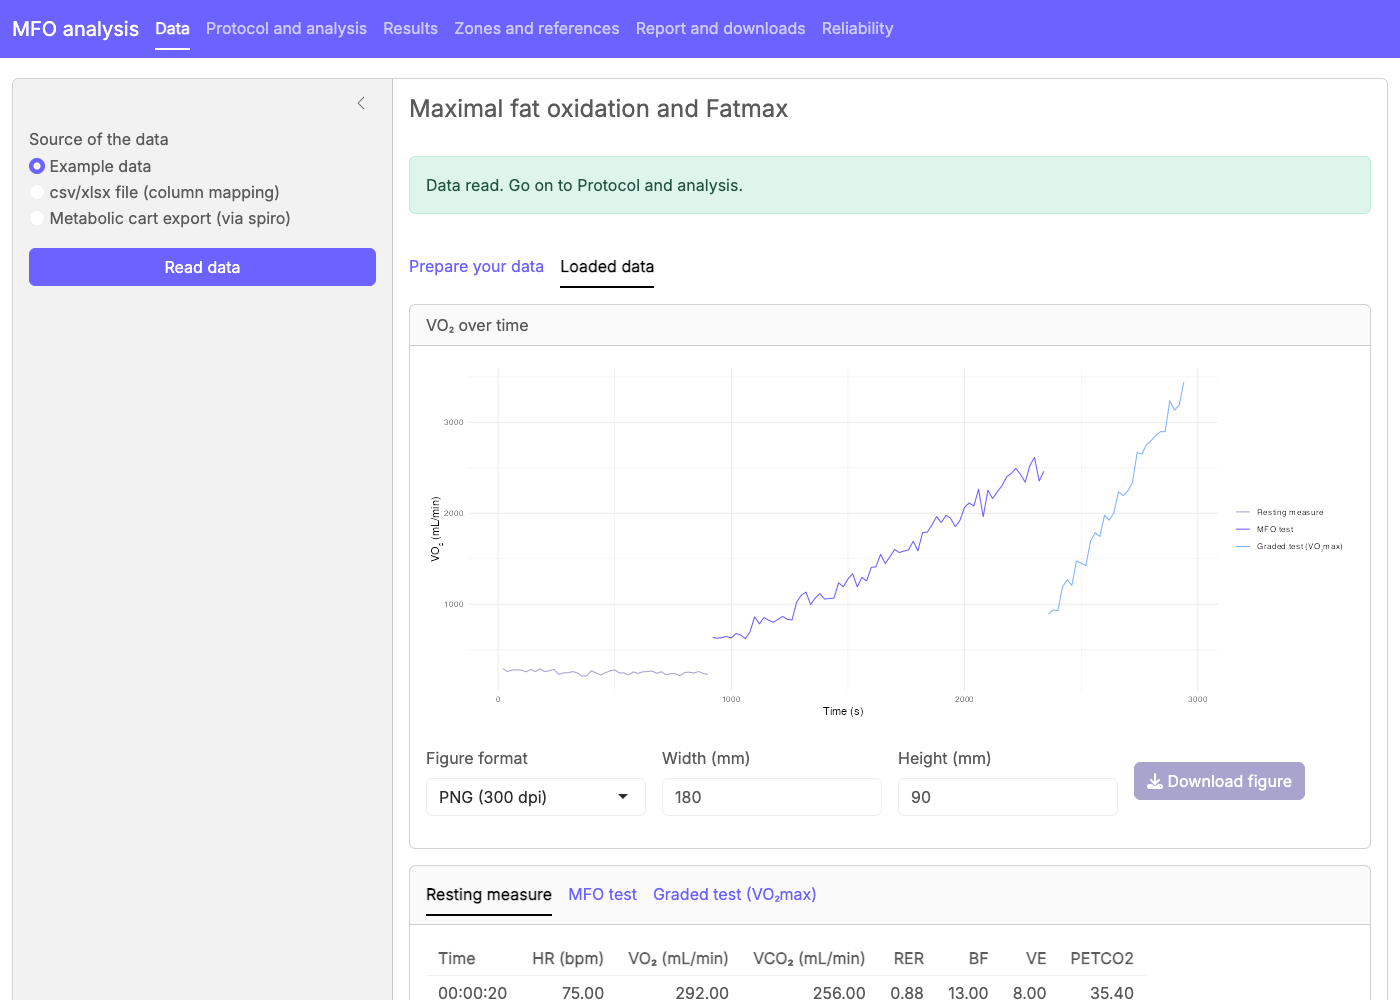 MFO analysis Data Protocol and analysis Results Zones and references Report and downloads Reliability
Source of the data
Example data
csv/xlsx file (column mapping)
Metabolic cart export (via spiro)
Read data
Maximal fat oxidation and Fatmax
Data read. Go on to Protocol and analysis.
Prepare your data Loaded data
VO₂ over time
VO₂ (mL/min)
3000
2000
1000
0 1000 2000 3000
Time (s)
Resting measure
MFO test
Graded test (VO₂max)
Figure format Width (mm) Height (mm)
PNG (300 dpi) 180 90 Download figure
Resting measure MFO test Graded test (VO₂max)
Time HR (bpm) VO₂ (mL/min) VCO₂ (mL/min) RER BF VE PETCO2
00:00:20 75.00 292.00 256.00 0.88 13.00 8.00 35.40